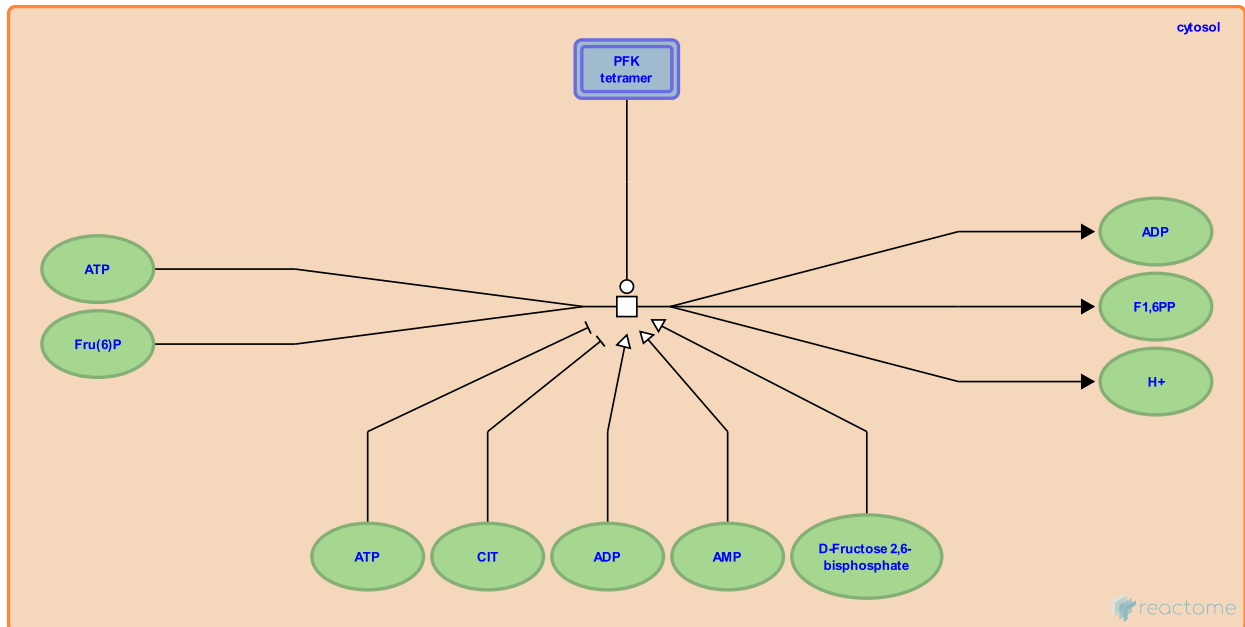 cytosol
PFK
tetramer
ATP
Fru(6)P
ADP
F1,6PP
H+
ATP
CIT
ADP
AMP
D-Fructose 2,6-
bisphosphate
reactome